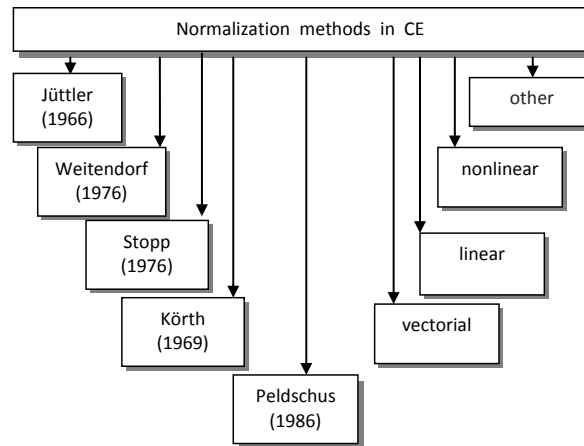 Normalization methods in CE
Jüttler
(1966)
other
Weitendorf
(1976)
nonlinear
Stopp
(1976)
linear
Körth
(1969)
vectorial
Peldschus
(1986)